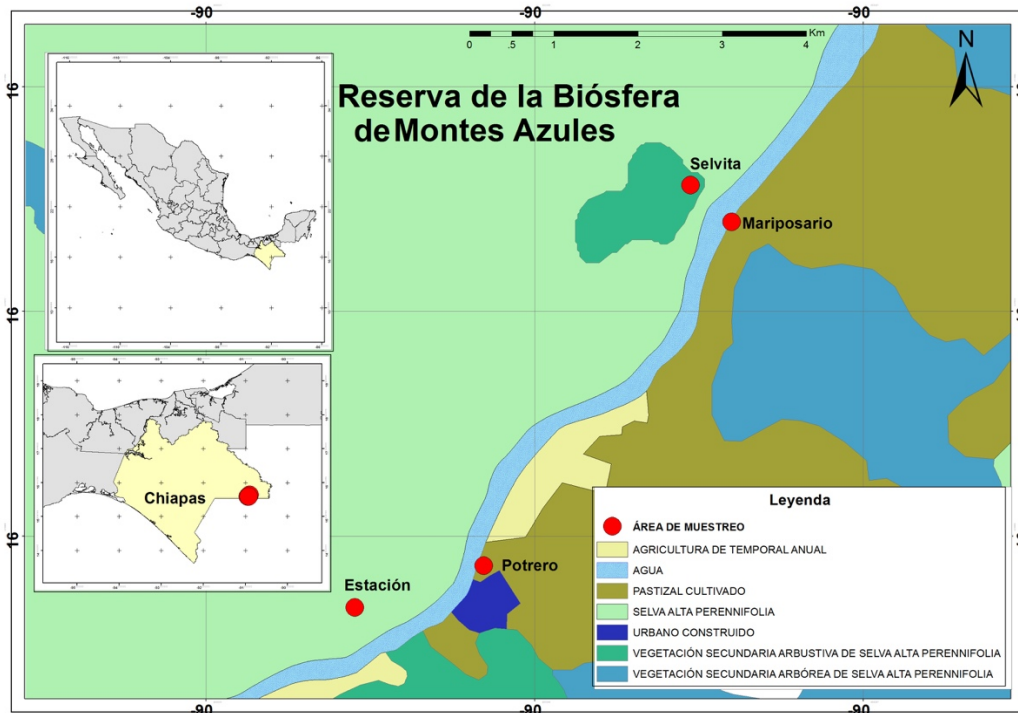 -90
-90
-90
Km
0
.5
1
2
3
4
N
Reserva de la Biósfera
de Montes Azules
16
16
Selvita
Mariposario
16
16
Chiapas
Leyenda
ÁREA DE MUESTREO
AGRICULTURA DE TEMPORAL ANUAL
AGUA
PASTIZAL CULTIVADO
SELVA ALTA PERENNIFOLIA
URBANO CONSTRUIDO
VEGETACIÓN SECUNDARIA ARBUSTIVA DE SELVA ALTA PERENNIFOLIA
VEGETACIÓN SECUNDARIA ARBÓREA DE SELVA ALTA PERENNIFOLIA
16
16
Potrero
Estación
-90
-90
-90